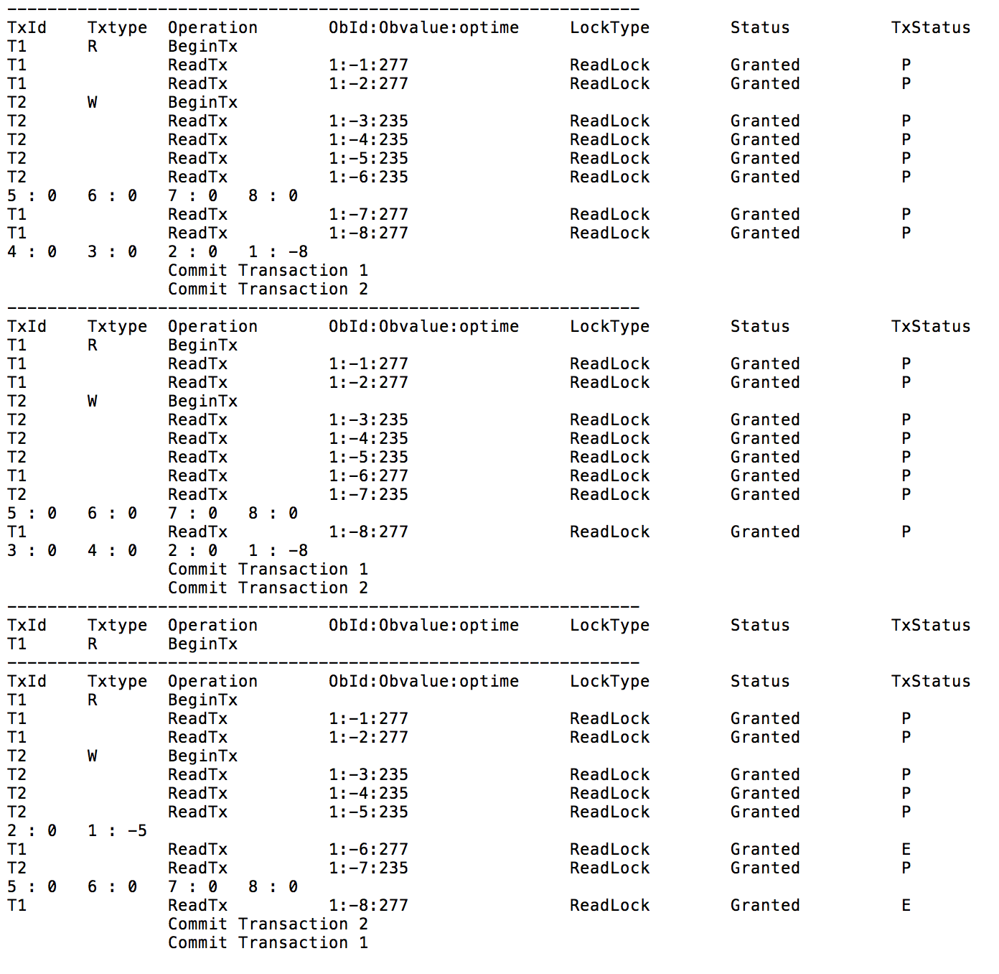 ---------------------------------------------------------------
TxId    Txtype  Operation       ObId:Obvalue:optime     LockType        Status          TxStatus
T1      R       BeginTx
T1              ReadTx          1:-1:277                ReadLock        Granted          P
T1              ReadTx          1:-2:277                ReadLock        Granted          P
T2      W       BeginTx
T2              ReadTx          1:-3:235                ReadLock        Granted          P
T2              ReadTx          1:-4:235                ReadLock        Granted          P
T2              ReadTx          1:-5:235                ReadLock        Granted          P
T2              ReadTx          1:-6:235                ReadLock        Granted          P
5 : 0   6 : 0   7 : 0   8 : 0
T1              ReadTx          1:-7:277                ReadLock        Granted          P
T1              ReadTx          1:-8:277                ReadLock        Granted          P
4 : 0   3 : 0   2 : 0   1 : -8
                Commit Transaction 1
                Commit Transaction 2
---------------------------------------------------------------
TxId    Txtype  Operation       ObId:Obvalue:optime     LockType        Status          TxStatus
T1      R       BeginTx
T1              ReadTx          1:-1:277                ReadLock        Granted          P
T1              ReadTx          1:-2:277                ReadLock        Granted          P
T2      W       BeginTx
T2              ReadTx          1:-3:235                ReadLock        Granted          P
T2              ReadTx          1:-4:235                ReadLock        Granted          P
T2              ReadTx          1:-5:235                ReadLock        Granted          P
T1              ReadTx          1:-6:277                ReadLock        Granted          P
T2              ReadTx          1:-7:235                ReadLock        Granted          P
5 : 0   6 : 0   7 : 0   8 : 0
T1              ReadTx          1:-8:277                ReadLock        Granted          P
3 : 0   4 : 0   2 : 0   1 : -8
                Commit Transaction 1
                Commit Transaction 2
---------------------------------------------------------------
TxId    Txtype  Operation       ObId:Obvalue:optime     LockType        Status          TxStatus
T1      R       BeginTx
---------------------------------------------------------------
TxId    Txtype  Operation       ObId:Obvalue:optime     LockType        Status          TxStatus
T1      R       BeginTx
T1              ReadTx          1:-1:277                ReadLock        Granted          P
T1              ReadTx          1:-2:277                ReadLock        Granted          P
T2      W       BeginTx
T2              ReadTx          1:-3:235                ReadLock        Granted          P
T2              ReadTx          1:-4:235                ReadLock        Granted          P
T2              ReadTx          1:-5:235                ReadLock        Granted          P
2 : 0   1 : -5
T1              ReadTx          1:-6:277                ReadLock        Granted          E
T2              ReadTx          1:-7:235                ReadLock        Granted          P
5 : 0   6 : 0   7 : 0   8 : 0
T1              ReadTx          1:-8:277                ReadLock        Granted          E
                Commit Transaction 2
                Commit Transaction 1